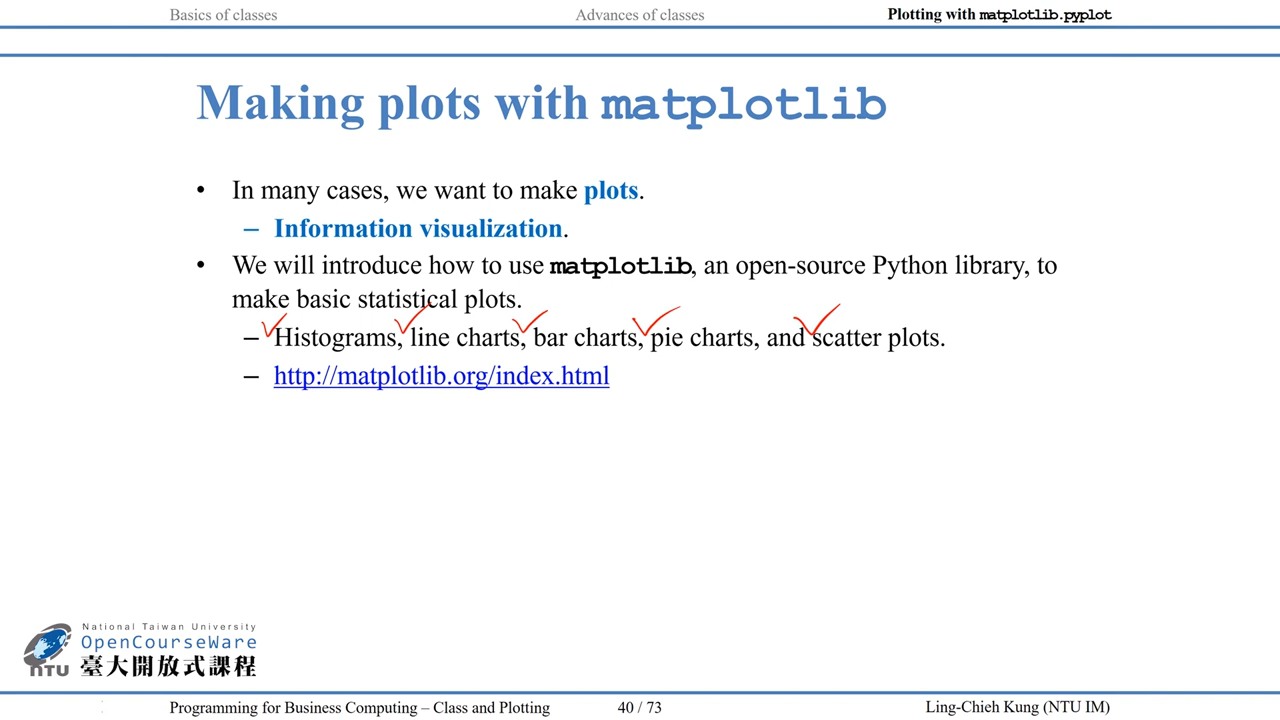 Basics of classes Advances of classes Plotting with matplotlib.pyplot
Making plots with matplotlib
• In many cases, we want to make plots.
– Information visualization.
• We will introduce how to use matplotlib, an open-source Python library, to
make basic statistical plots.
– Histograms, line charts, bar charts, pie charts, and scatter plots.
– http://matplotlib.org/index.html
National Taiwan University
OpenCourseWare
NTU 臺大開放式課程
Programming for Business Computing – Class and Plotting 40 / 73 Ling-Chieh Kung (NTU IM)